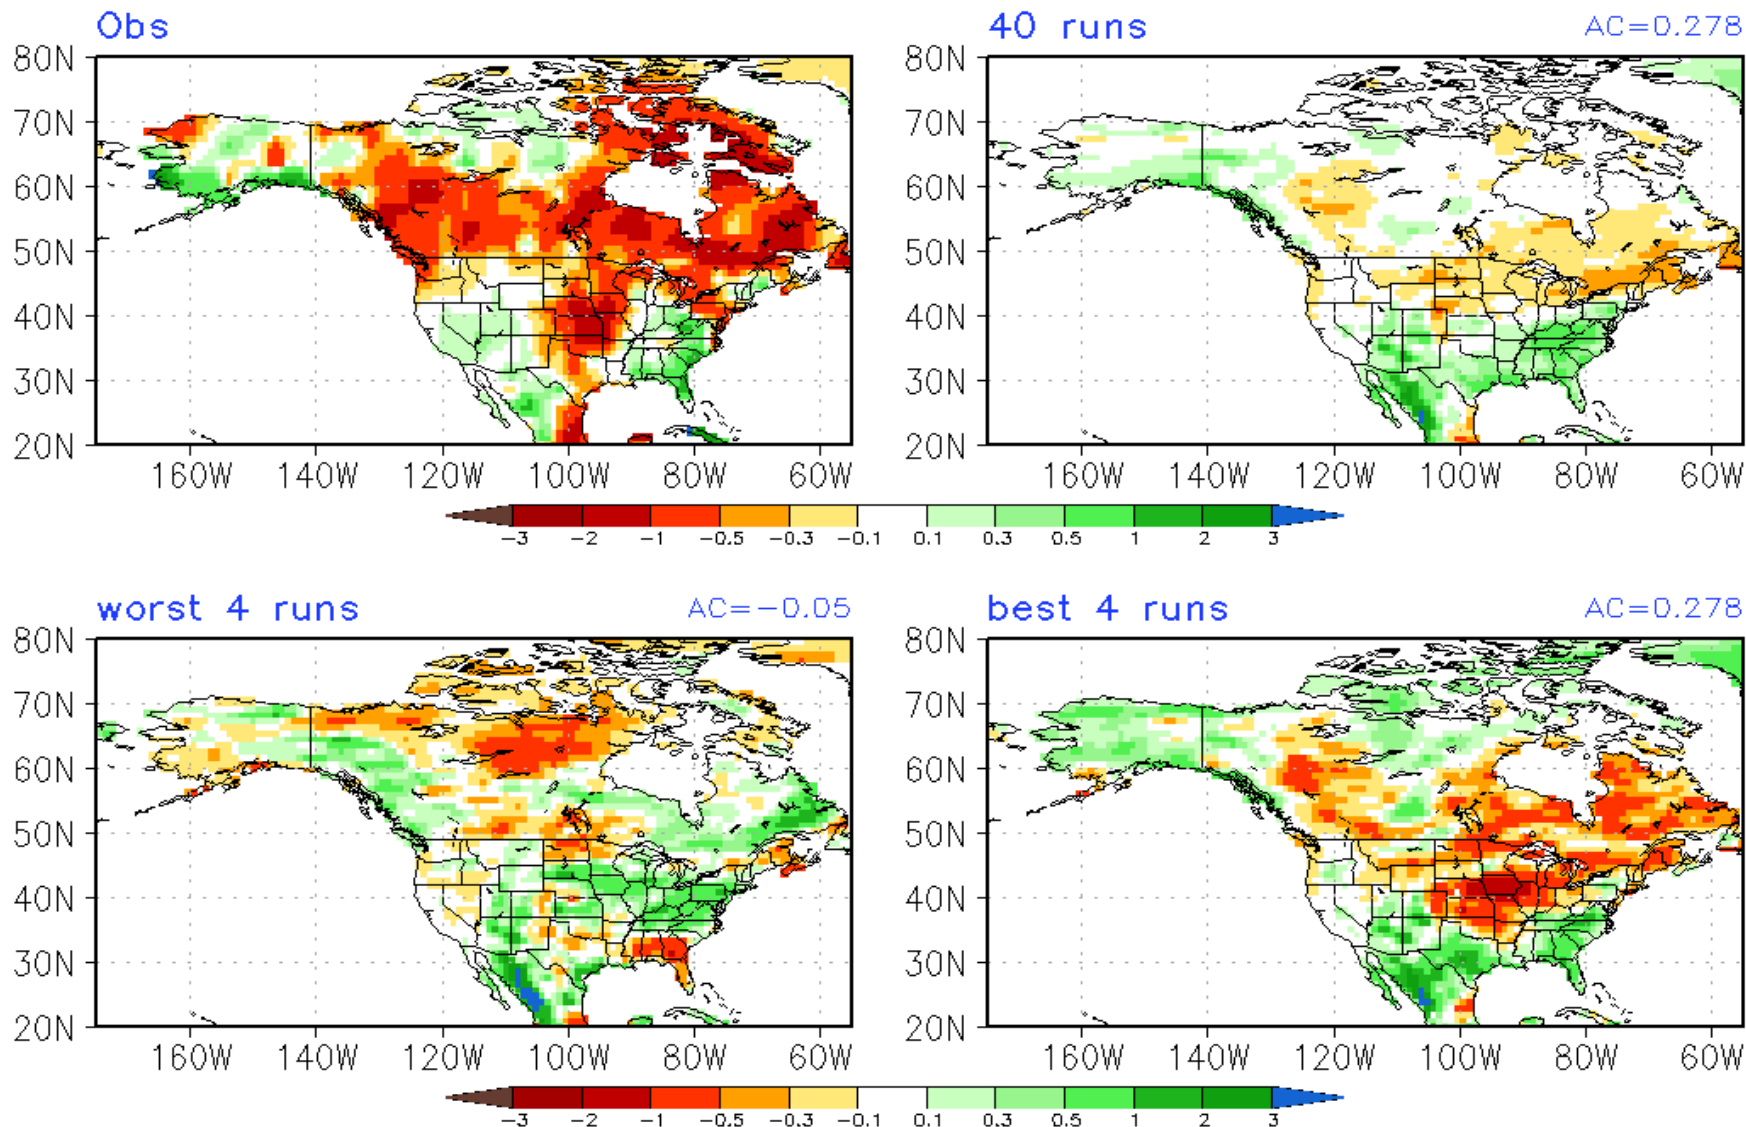 Obs
40 runs AC=0.278
80N 80N
70N 70N
60N 60N
50N 50N
40N 40N
30N 30N
20N 20N
160W 140W 120W 100W 80W 60W 160W 140W 120W 100W 80W 60W
-3 -2 -1 -0.5 -0.3 -0.1 0.1 0.3 0.5 1 2 3
worst 4 runs AC=-0.05
best 4 runs AC=0.278
80N 80N
70N 70N
60N 60N
50N 50N
40N 40N
30N 30N
20N 20N
160W 140W 120W 100W 80W 60W 160W 140W 120W 100W 80W 60W
-3 -2 -1 -0.5 -0.3 -0.1 0.1 0.3 0.5 1 2 3